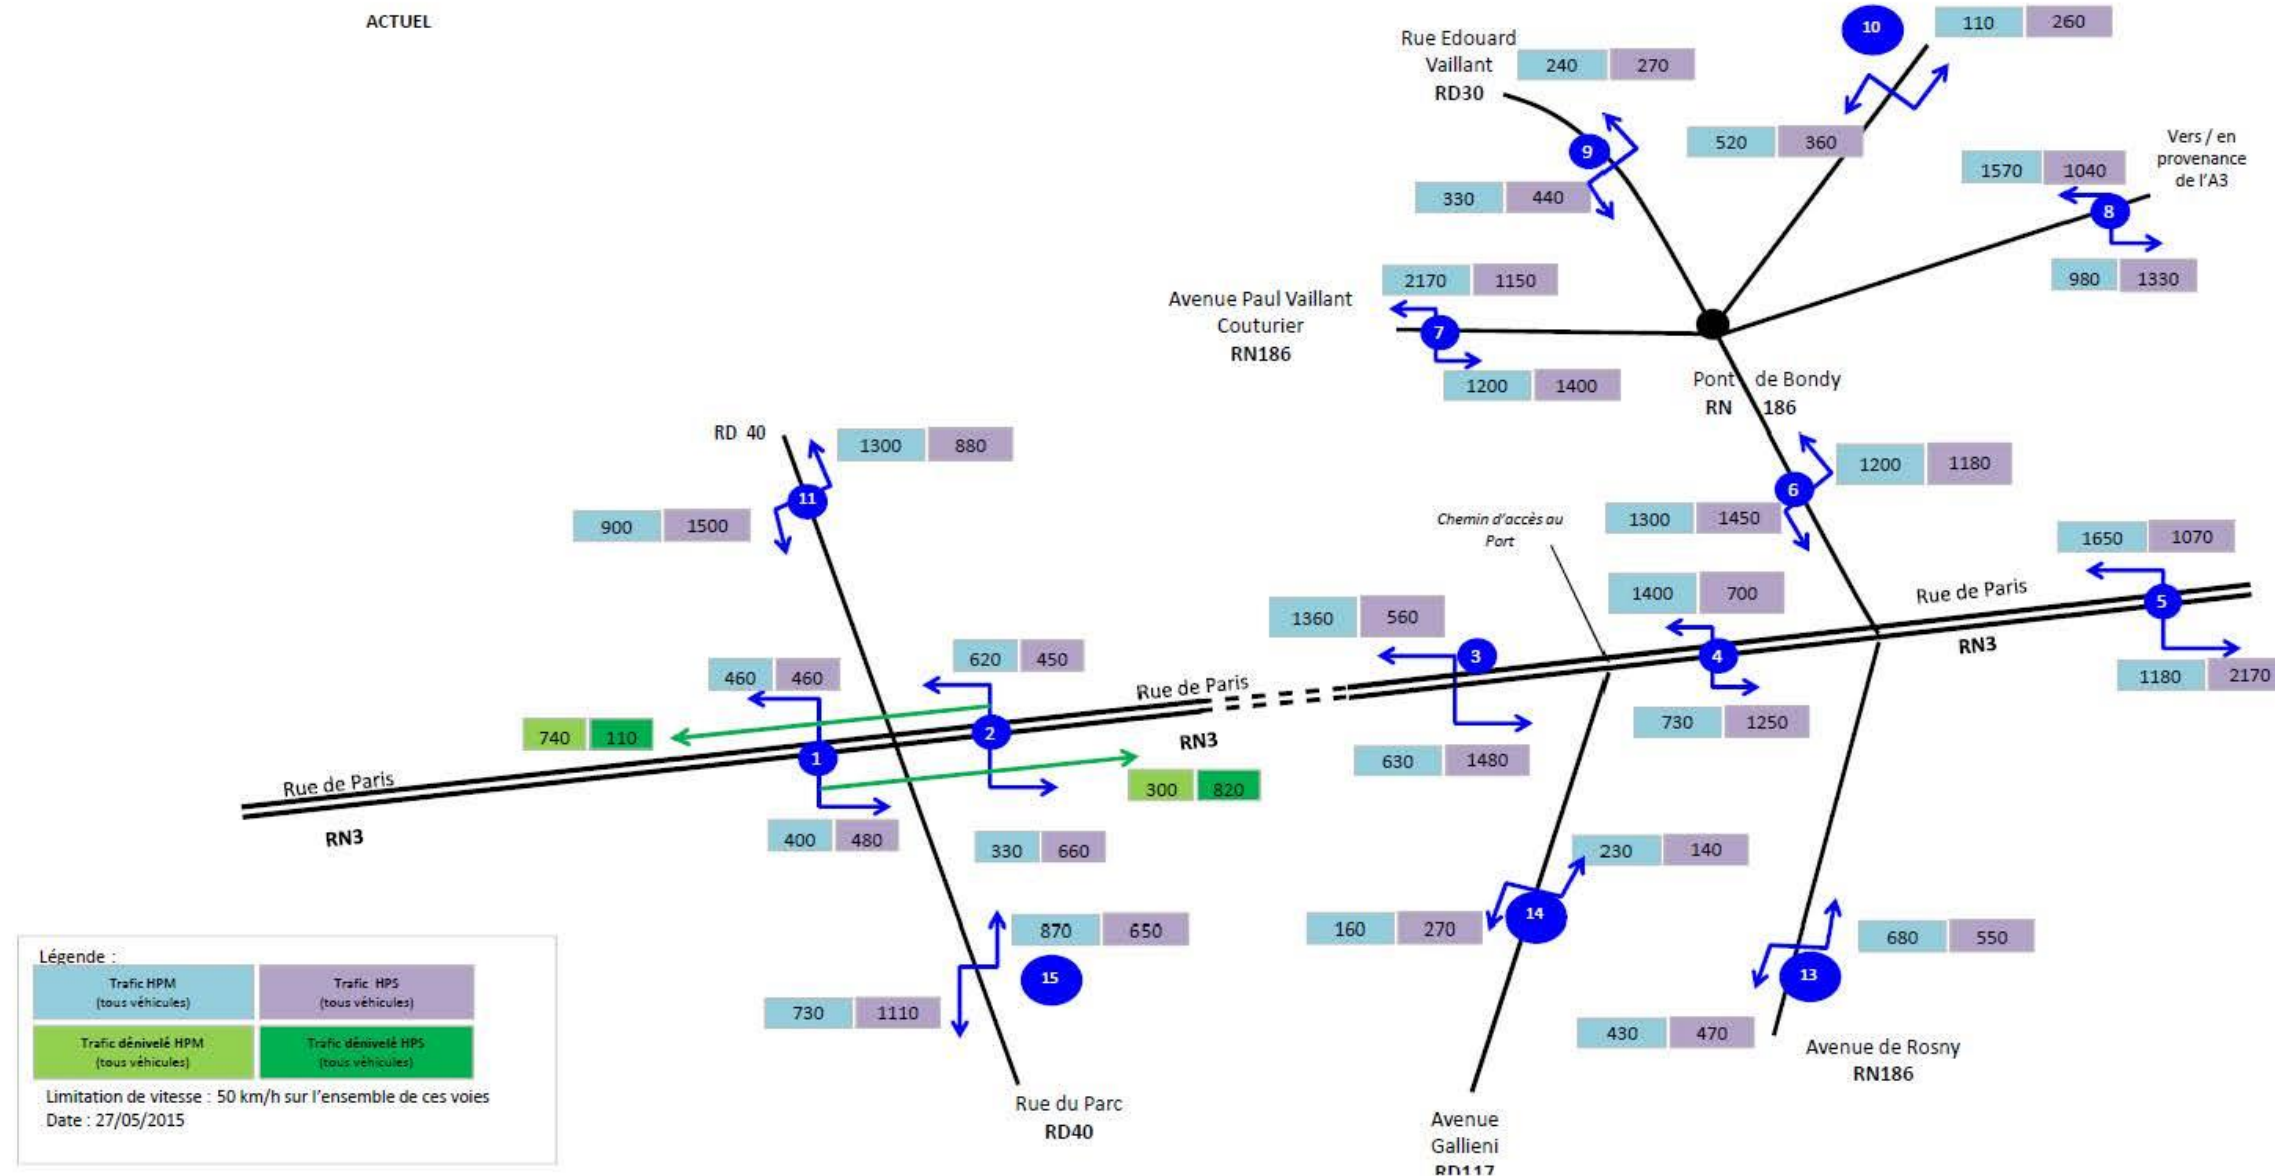 ACTUEL
10
110 260
Rue Edouard
Vaillant
RD30
240 270
9
520 360
Vers / en
provenance
de l'A3
1570 1040
8
330 440
980 1330
2170 1150
Avenue Paul Vaillant
Couturier
RN186
7
1200 1400
Pont de Bondy
RN 186
RD 40
1300 880
11
900 1500
1200 1180
6
1300 1450
Chemin d'accès au
Port
1650 1070
5
Rue de Paris
RN3
1180 2170
1400 700
4
730 1250
1360 560
3
630 1480
620 450
460 460
Rue de Paris
RN3
2
740 110
1
300 820
Rue de Paris
RN3
400 480
330 660
230 140
14
160 270
870 650
15
730 1110
680 550
13
430 470
Avenue de Rosny
RN186
Rue du Parc
RD40
Avenue
Gallieni
RD117
Légende :
Trafic HPM
(tous véhicules)
Trafic HPS
(tous véhicules)
Trafic dénivelé HPM
(tous véhicules)
Trafic dénivelé HPS
(tous véhicules)
Limitation de vitesse : 50 km/h sur l'ensemble de ces voies
Date : 27/05/2015